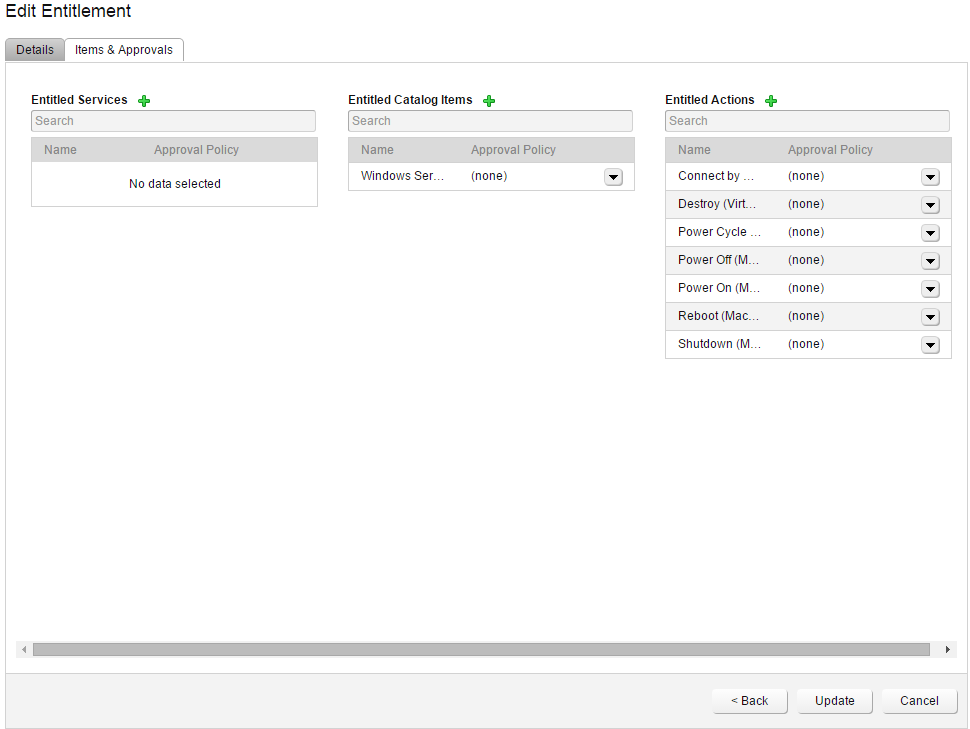 Edit Entitlement
Details Items & Approvals
Entitled Services
Search
Name Approval Policy
No data selected
Entitled Catalog Items
Search
Name Approval Policy
Windows Ser... (none)
Entitled Actions
Search
Name Approval Policy
Connect by ... (none)
Destroy (Virt... (none)
Power Cycle ... (none)
Power Off (M... (none)
Power On (M... (none)
Reboot (Mac... (none)
Shutdown (M... (none)
< Back Update Cancel